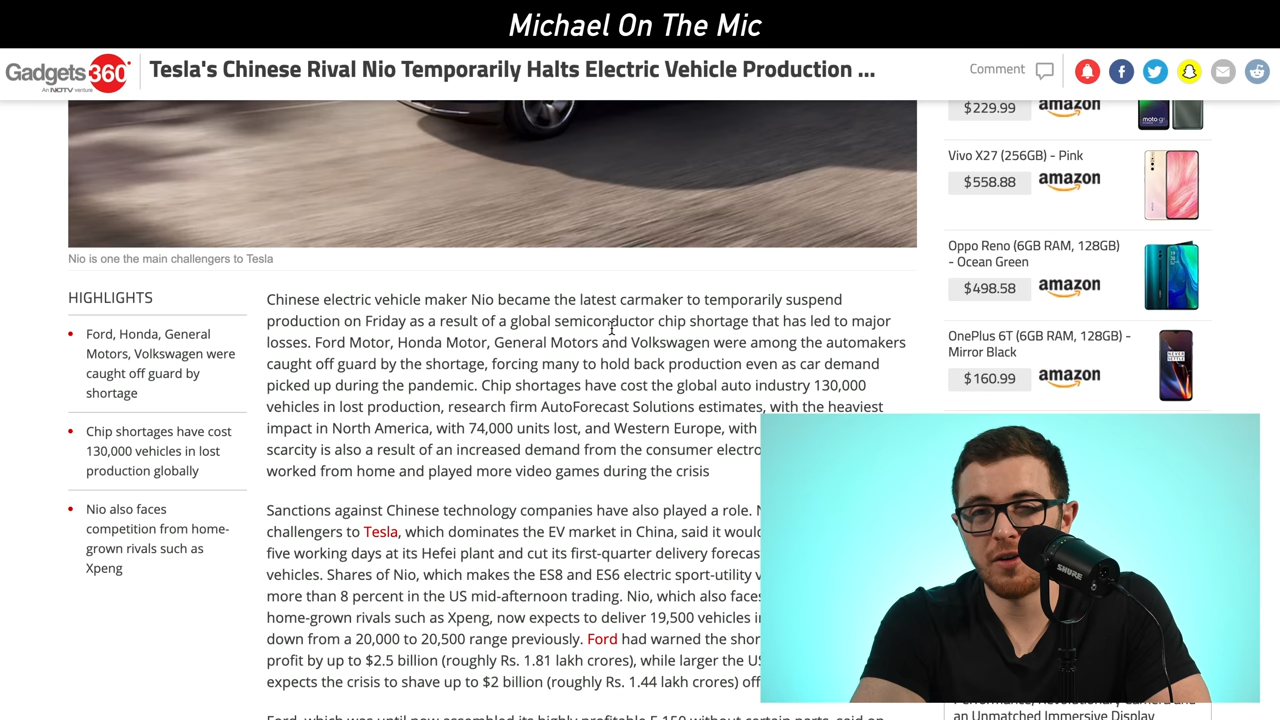 Michael On The Mic
Gadgets 360°
An NDTV venture
Tesla's Chinese Rival Nio Temporarily Halts Electric Vehicle Production ...
Comment
Nio is one the main challengers to Tesla
HIGHLIGHTS
Ford, Honda, General
Motors, Volkswagen were
caught off guard by
shortage
Chip shortages have cost
130,000 vehicles in lost
production globally
Nio also faces
competition from home-
grown rivals such as
Xpeng
Chinese electric vehicle maker Nio became the latest carmaker to temporarily suspend
production on Friday as a result of a global semiconductor chip shortage that has led to major
losses. Ford Motor, Honda Motor, General Motors and Volkswagen were among the automakers
caught off guard by the shortage, forcing many to hold back production even as car demand
picked up during the pandemic. Chip shortages have cost the global auto industry 130,000
vehicles in lost production, research firm AutoForecast Solutions estimates, with the heaviest
impact in North America, with 74,000 units lost, and Western Europe, with
scarcity is also a result of an increased demand from the consumer electro
worked from home and played more video games during the crisis
Sanctions against Chinese technology companies have also played a role.
challengers to Tesla, which dominates the EV market in China, said it would
five working days at its Hefei plant and cut its first-quarter delivery forecas
vehicles. Shares of Nio, which makes the ES8 and ES6 electric sport-utility v
more than 8 percent in the US mid-afternoon trading. Nio, which also faces
home-grown rivals such as Xpeng, now expects to deliver 19,500 vehicles in
down from a 20,000 to 20,500 range previously. Ford had warned the shor
profit by up to $2.5 billion (roughly Rs. 1.81 lakh crores), while larger the US
expects the crisis to shave up to $2 billion (roughly Rs. 1.44 lakh crores) off
Ford, which was until now assembled its highly profitable F-150 without certain parts, said on
$229.99 amazon
Vivo X27 (256GB) - Pink
$558.88 amazon
Oppo Reno (6GB RAM, 128GB)
- Ocean Green
$498.58 amazon
OnePlus 6T (6GB RAM, 128GB) -
Mirror Black
$160.99 amazon
SHURE
an Unmatched Immersive Display